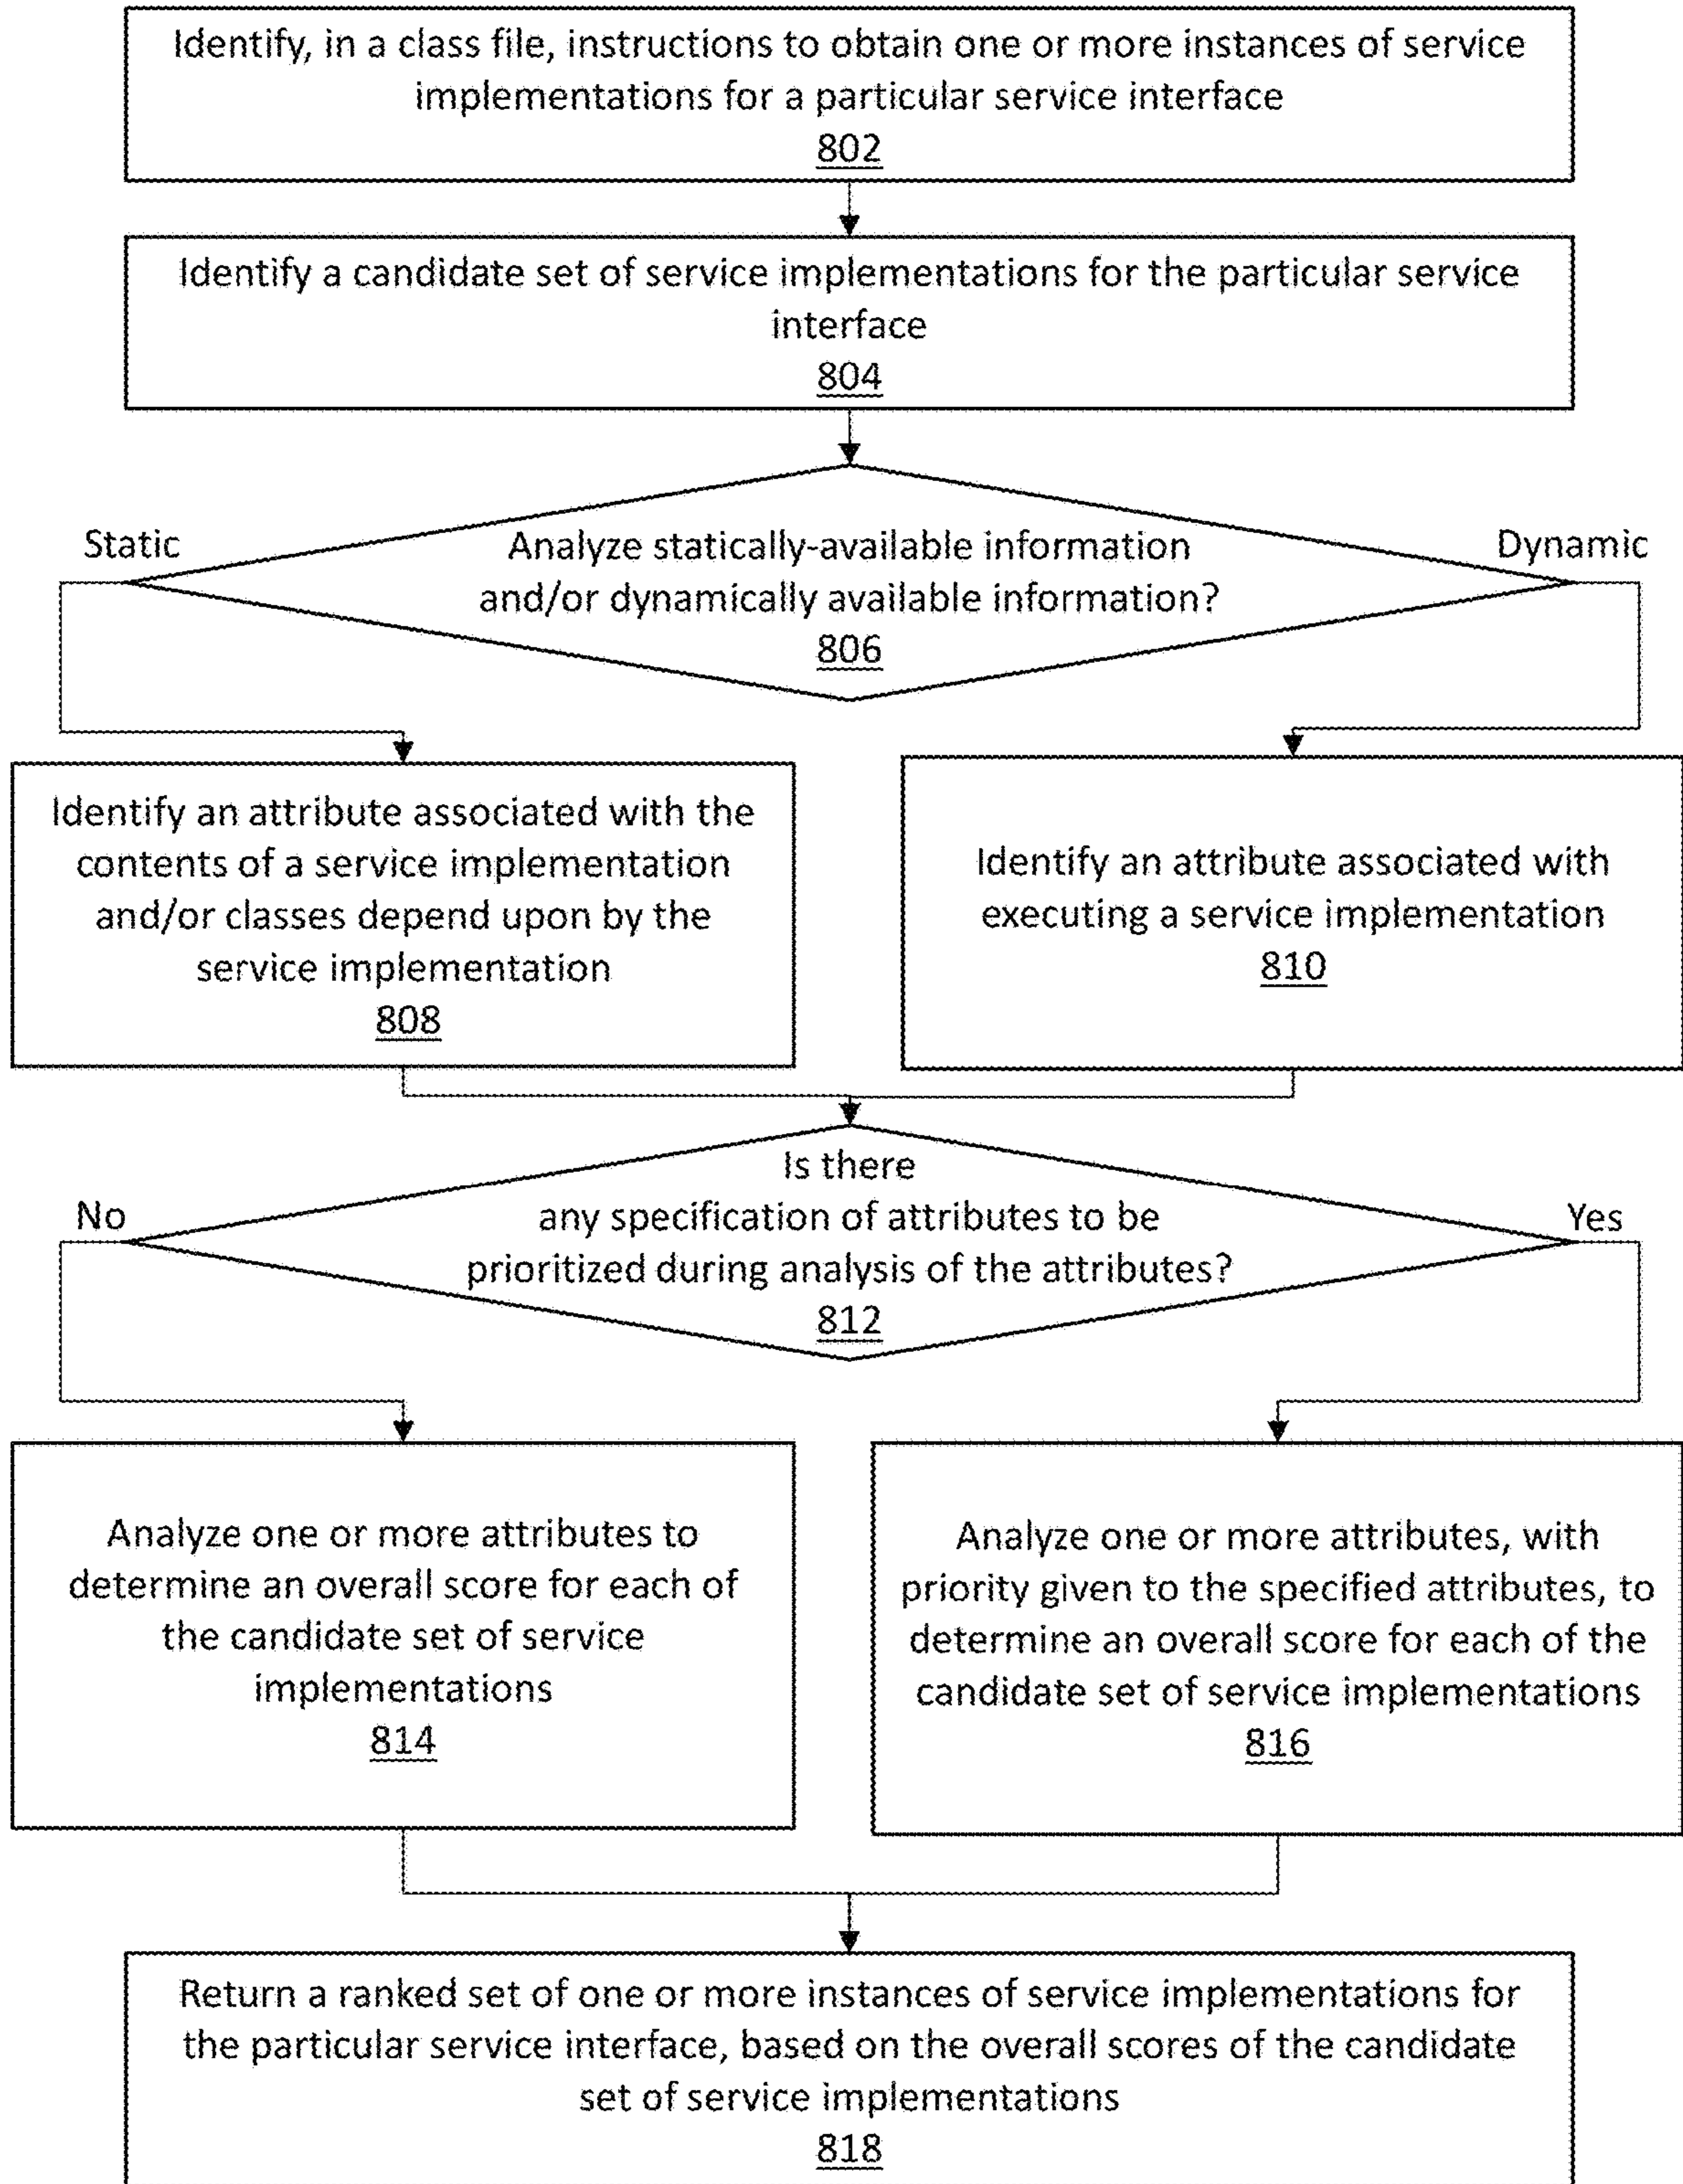 Identify, in a class file, instructions to obtain one or more instances of service
implementations for a particular service interface
802
Identify a candidate set of service implementations for the particular service
interface
804
Static
Analyze statically-available information
and/or dynamically available information?
806
Dynamic
Identify an attribute associated with the
contents of a service implementation
and/or classes depend upon by the
service implementation
808
Identify an attribute associated with
executing a service implementation
810
No
Is there
any specification of attributes to be
prioritized during analysis of the attributes?
812
Yes
Analyze one or more attributes to
determine an overall score for each of
the candidate set of service
implementations
814
Analyze one or more attributes, with
priority given to the specified attributes, to
determine an overall score for each of the
candidate set of service implementations
816
Return a ranked set of one or more instances of service implementations for
the particular service interface, based on the overall scores of the candidate
set of service implementations
818